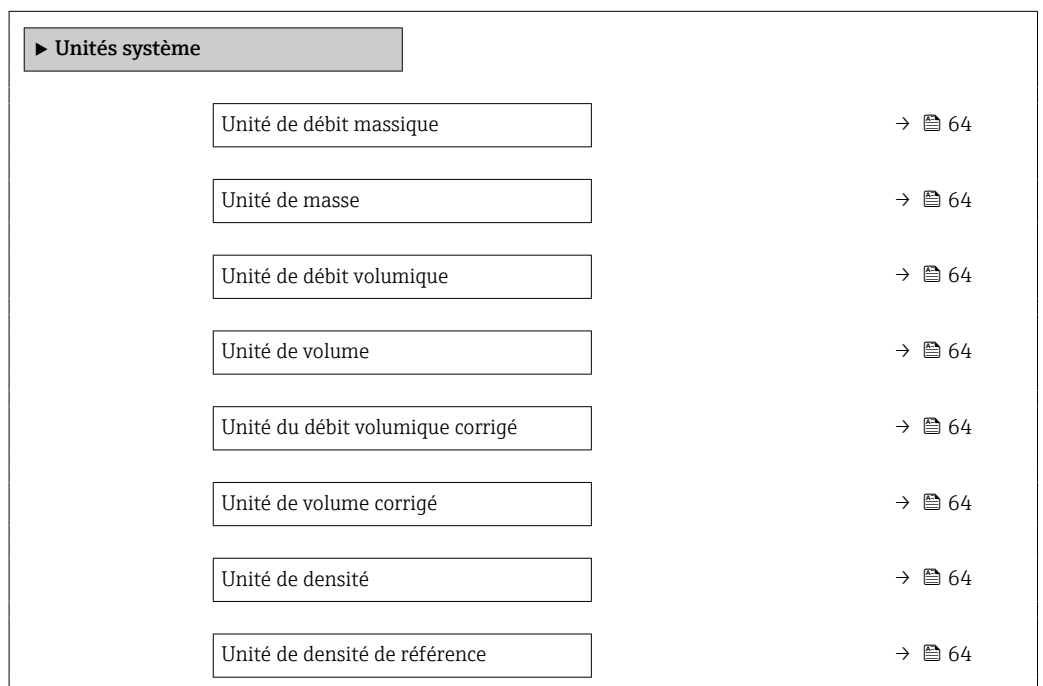 ► Unités système
Unité de débit massique → 64
Unité de masse → 64
Unité de débit volumique → 64
Unité de volume → 64
Unité du débit volumique corrigé → 64
Unité de volume corrigé → 64
Unité de densité → 64
Unité de densité de référence → 64